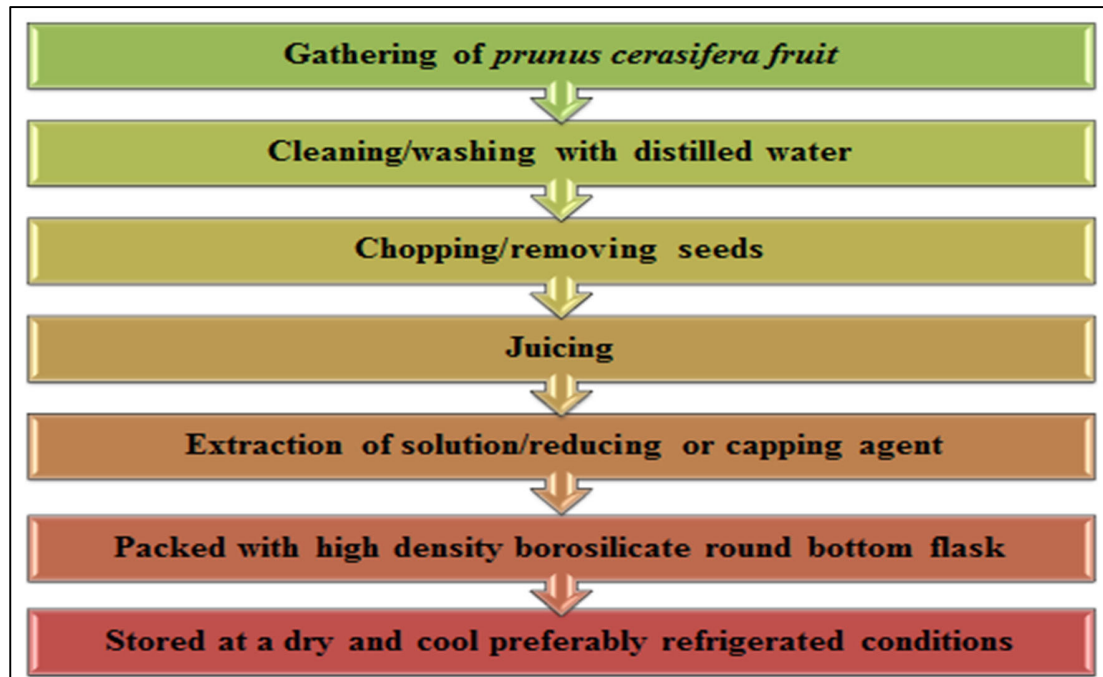 Gathering of prunus cerasifera fruit
Cleaning/washing with distilled water
Chopping/removing seeds
Juicing
Extraction of solution/reducing or capping agent
Packed with high density borosilicate round bottom flask
Stored at a dry and cool preferably refrigerated conditions